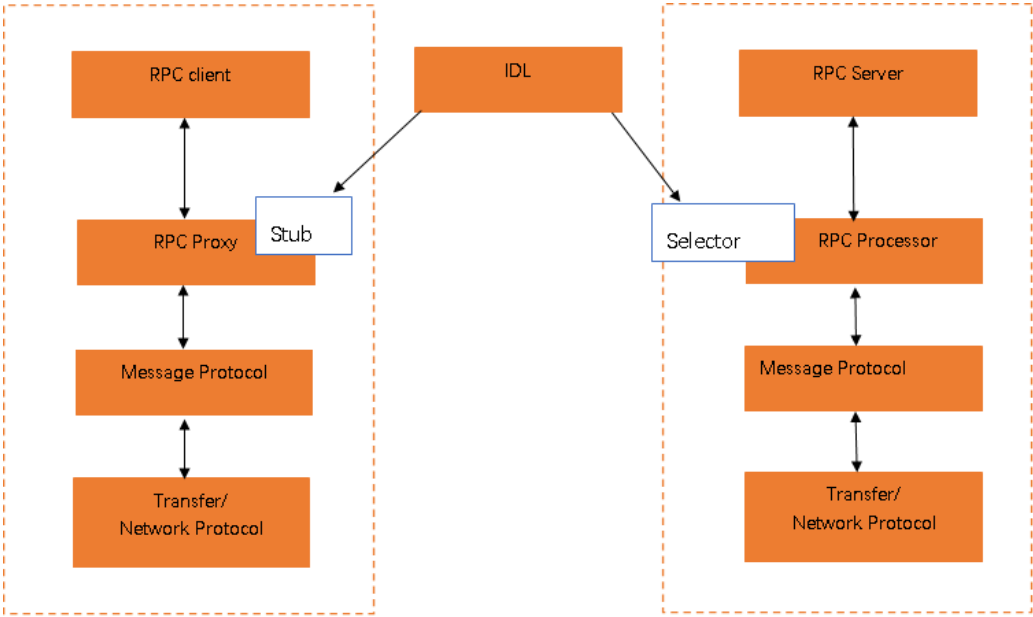 RPC client
IDL
RPC Server
Stub
RPC Proxy
Selector
RPC Processor
Message Protocol
Message Protocol
Transfer/
Network Protocol
Transfer/
Network Protocol